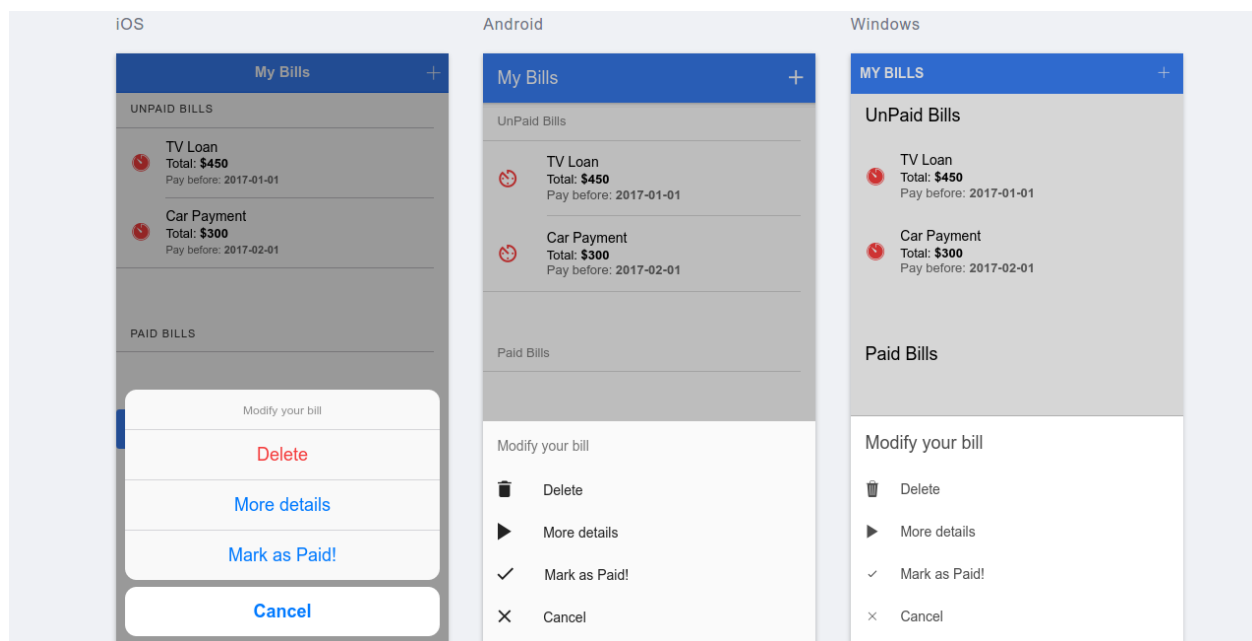 iOS
My Bills
UNPAID BILLS
TV Loan
Total: $450
Pay before: 2017-01-01
Car Payment
Total: $300
Pay before: 2017-02-01
PAID BILLS
Modify your bill
Delete
More details
Mark as Paid!
Cancel
Android
My Bills
UnPaid Bills
TV Loan
Total: $450
Pay before: 2017-01-01
Car Payment
Total: $300
Pay before: 2017-02-01
Paid Bills
Modify your bill
Delete
More details
Mark as Paid!
Cancel
Windows
MY BILLS
UnPaid Bills
TV Loan
Total: $450
Pay before: 2017-01-01
Car Payment
Total: $300
Pay before: 2017-02-01
Paid Bills
Modify your bill
Delete
More details
Mark as Paid!
Cancel